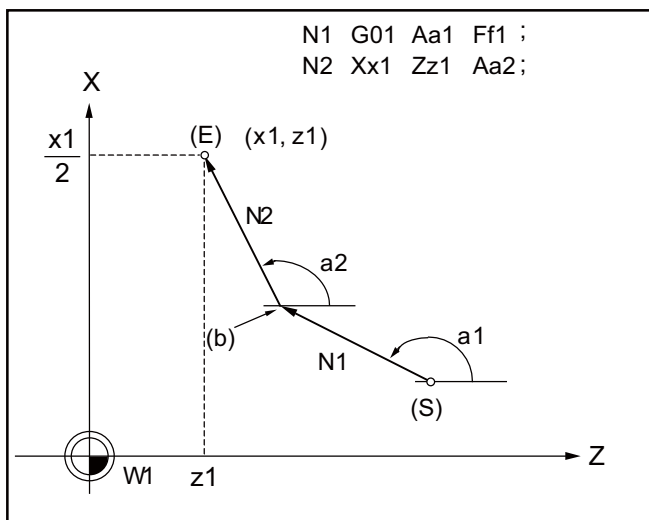 N1 G01 Aa1 Ff1 ;
N2 Xx1 Zz1 Aa2 ;
X
(E) (x1, z1)
x1
2
N2
a2
(b)
a1
N1
(S)
W1
z1
Z